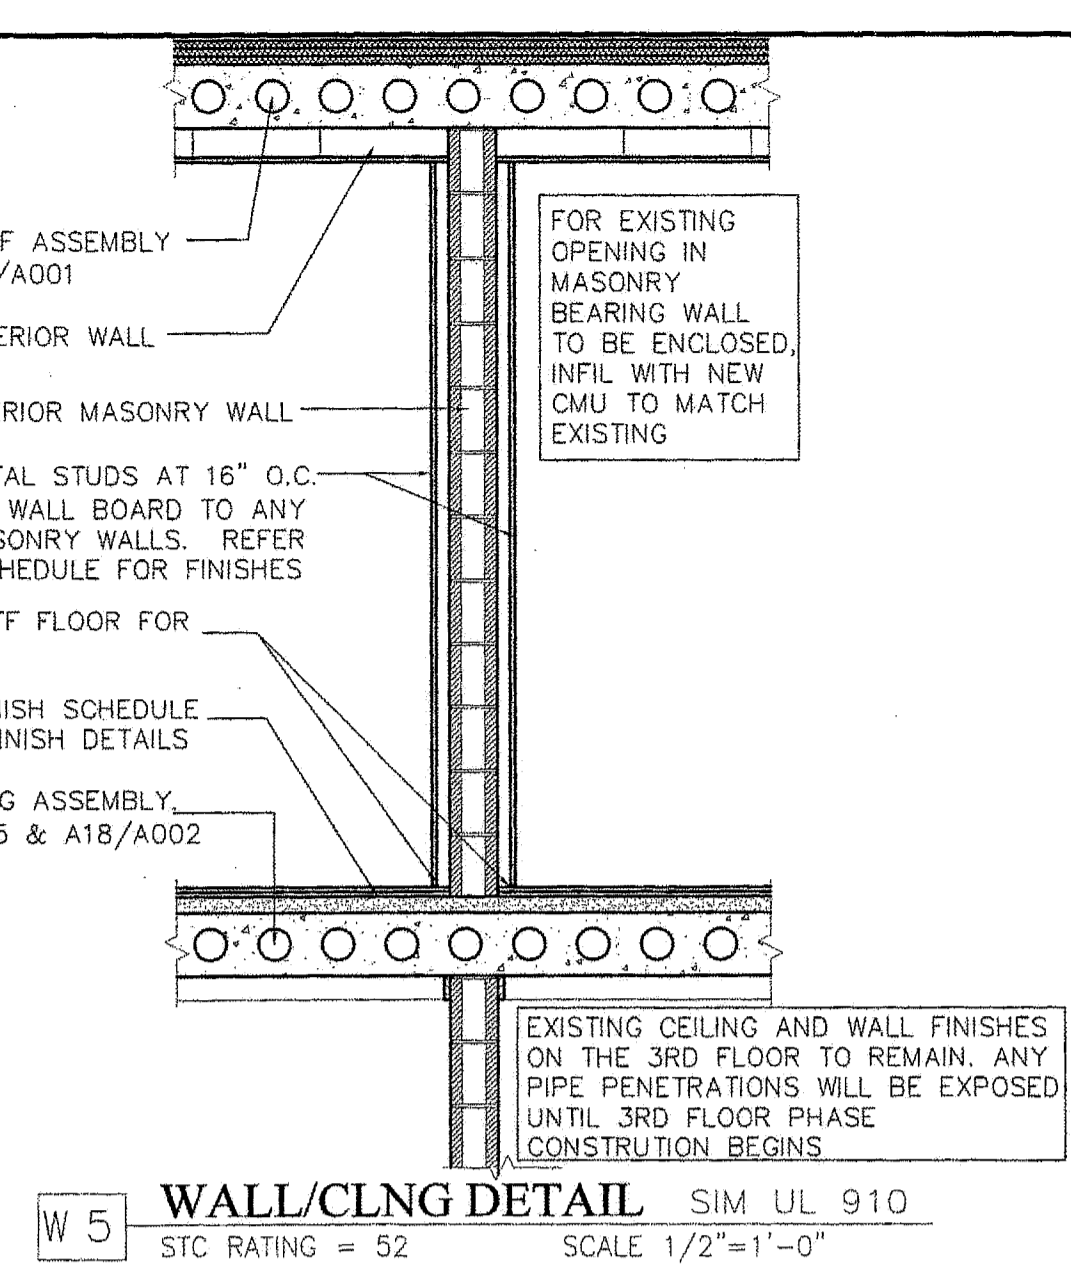 F ASSEMBLY
/A001
ERIOR WALL
RIOR MASONRY WALL
TAL STUDS AT 16" O.C.
WALL BOARD TO ANY
SONRY WALLS. REFER
HEDULE FOR FINISHES
FF FLOOR FOR
ISH SCHEDULE
INISH DETAILS
G ASSEMBLY.
5 & A18/A002
FOR EXISTING
OPENING IN
MASONRY
BEARING WALL
TO BE ENCLOSED,
INFIL WITH NEW
CMU TO MATCH
EXISTING
EXISTING CEILING AND WALL FINISHES
ON THE 3RD FLOOR TO REMAIN. ANY
PIPE PENETRATIONS WILL BE EXPOSED
UNTIL 3RD FLOOR PHASE
CONSTRUTION BEGINS
W 5
WALL/CLNG DETAIL SIM UL 910
STC RATING = 52 SCALE 1/2"=1'-0"